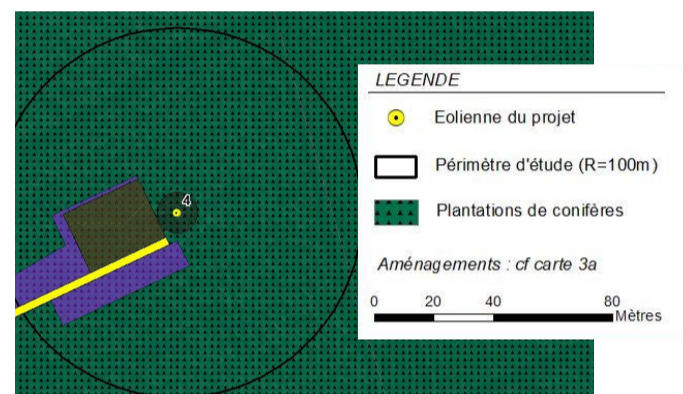 4
LEGENDE
Eolienne du projet
Périmètre d'étude (R=100m)
Plantations de conifères
Aménagements : cf carte 3a
0 20 40 80
Mètres